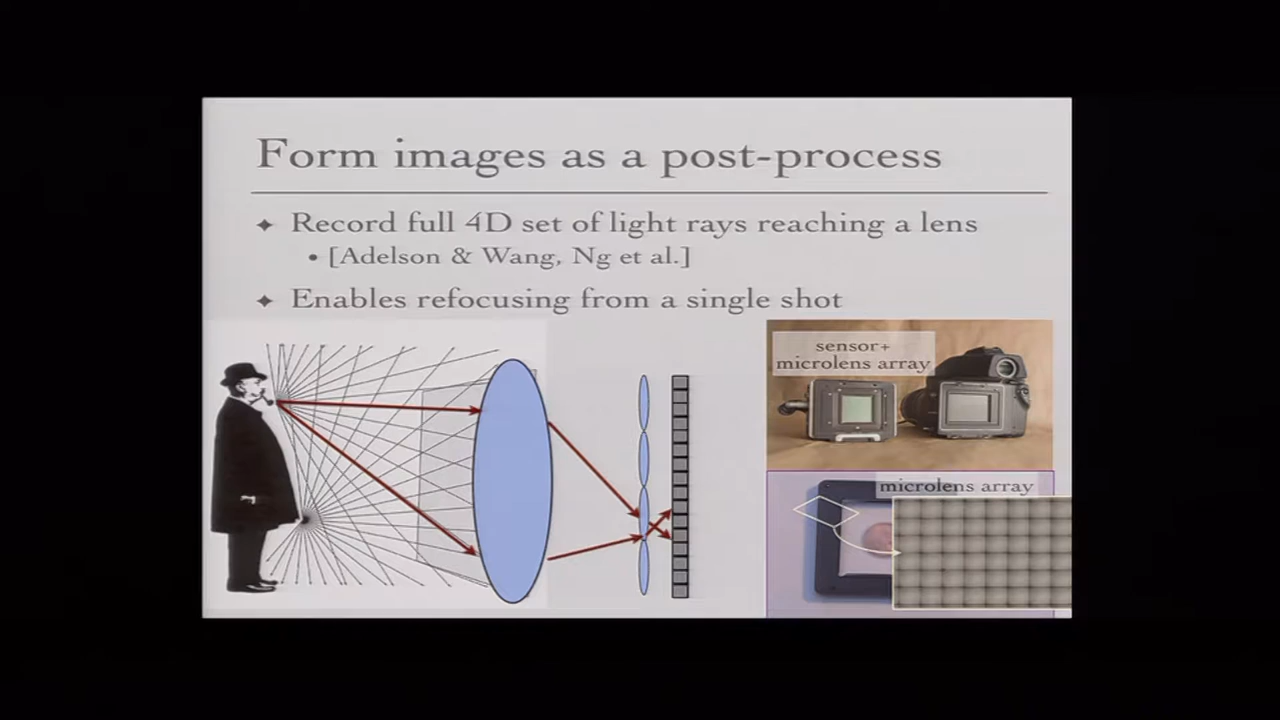 Form images as a post-process
✦ Record full 4D set of light rays reaching a lens
• [Adelson & Wang, Ng et al.]
✦ Enables refocusing from a single shot
sensor+
microlens array
microlens array